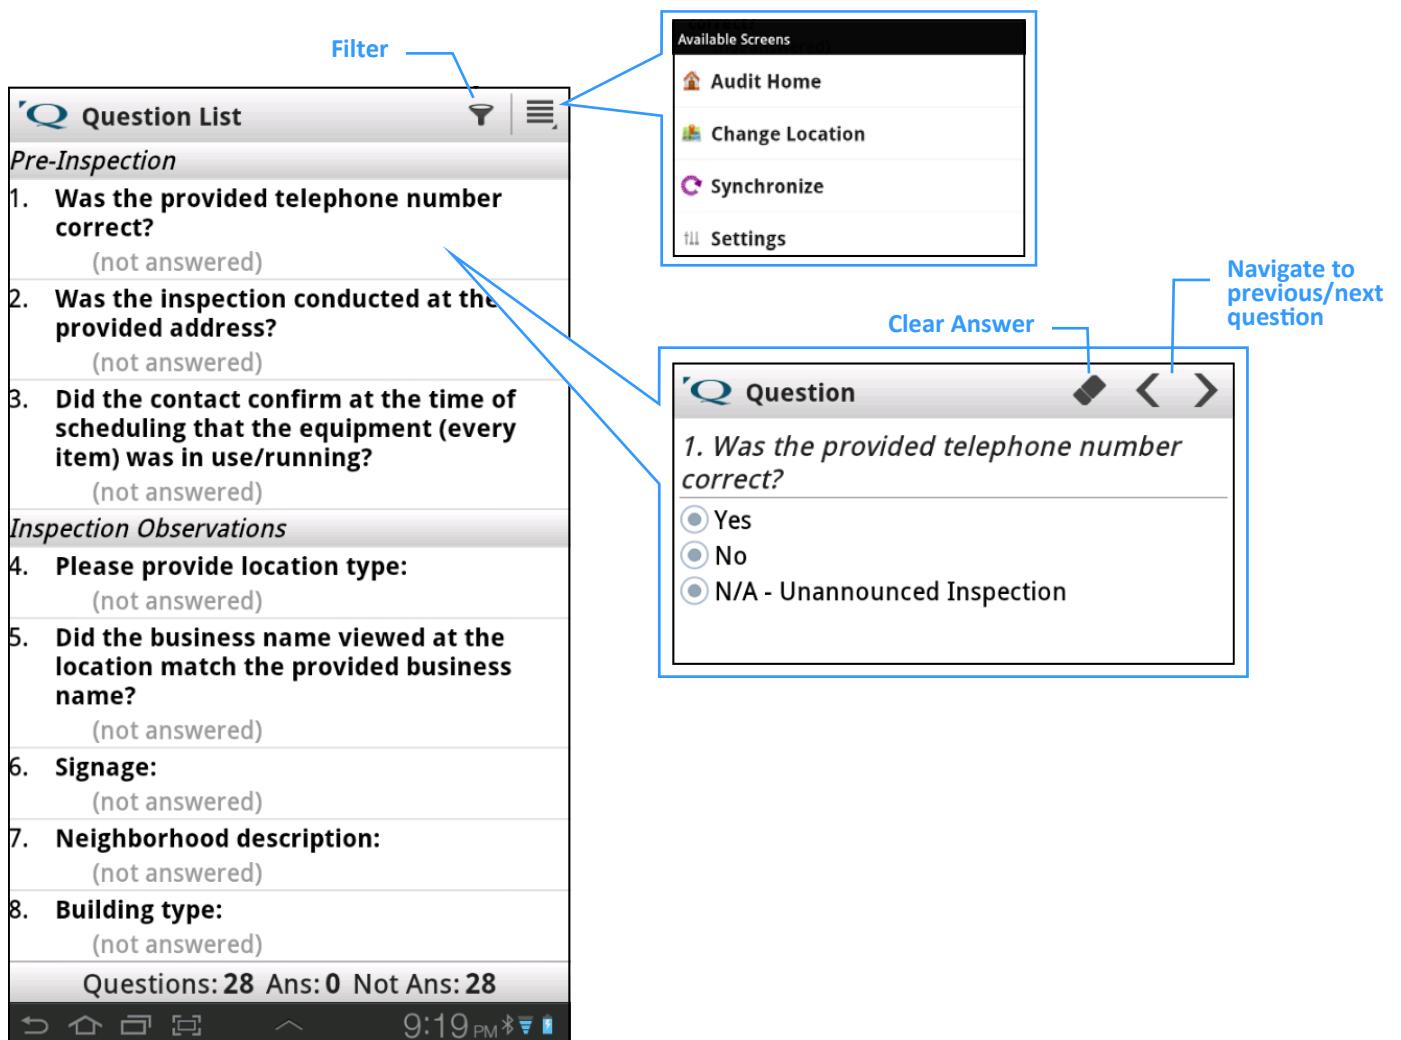 Filter
Question List
Pre-Inspection
1. Was the provided telephone number
correct?
(not answered)
2. Was the inspection conducted at the
provided address?
(not answered)
3. Did the contact confirm at the time of
scheduling that the equipment (every
item) was in use/running?
(not answered)
Inspection Observations
4. Please provide location type:
(not answered)
5. Did the business name viewed at the
location match the provided business
name?
(not answered)
6. Signage:
(not answered)
7. Neighborhood description:
(not answered)
8. Building type:
(not answered)
Questions: 28 Ans: 0 Not Ans: 28
9:19 PM
Available Screens
Audit Home
Change Location
Synchronize
Settings
Navigate to
previous/next
question
Clear Answer
Question
1. Was the provided telephone number
correct?
Yes
No
N/A - Unannounced Inspection